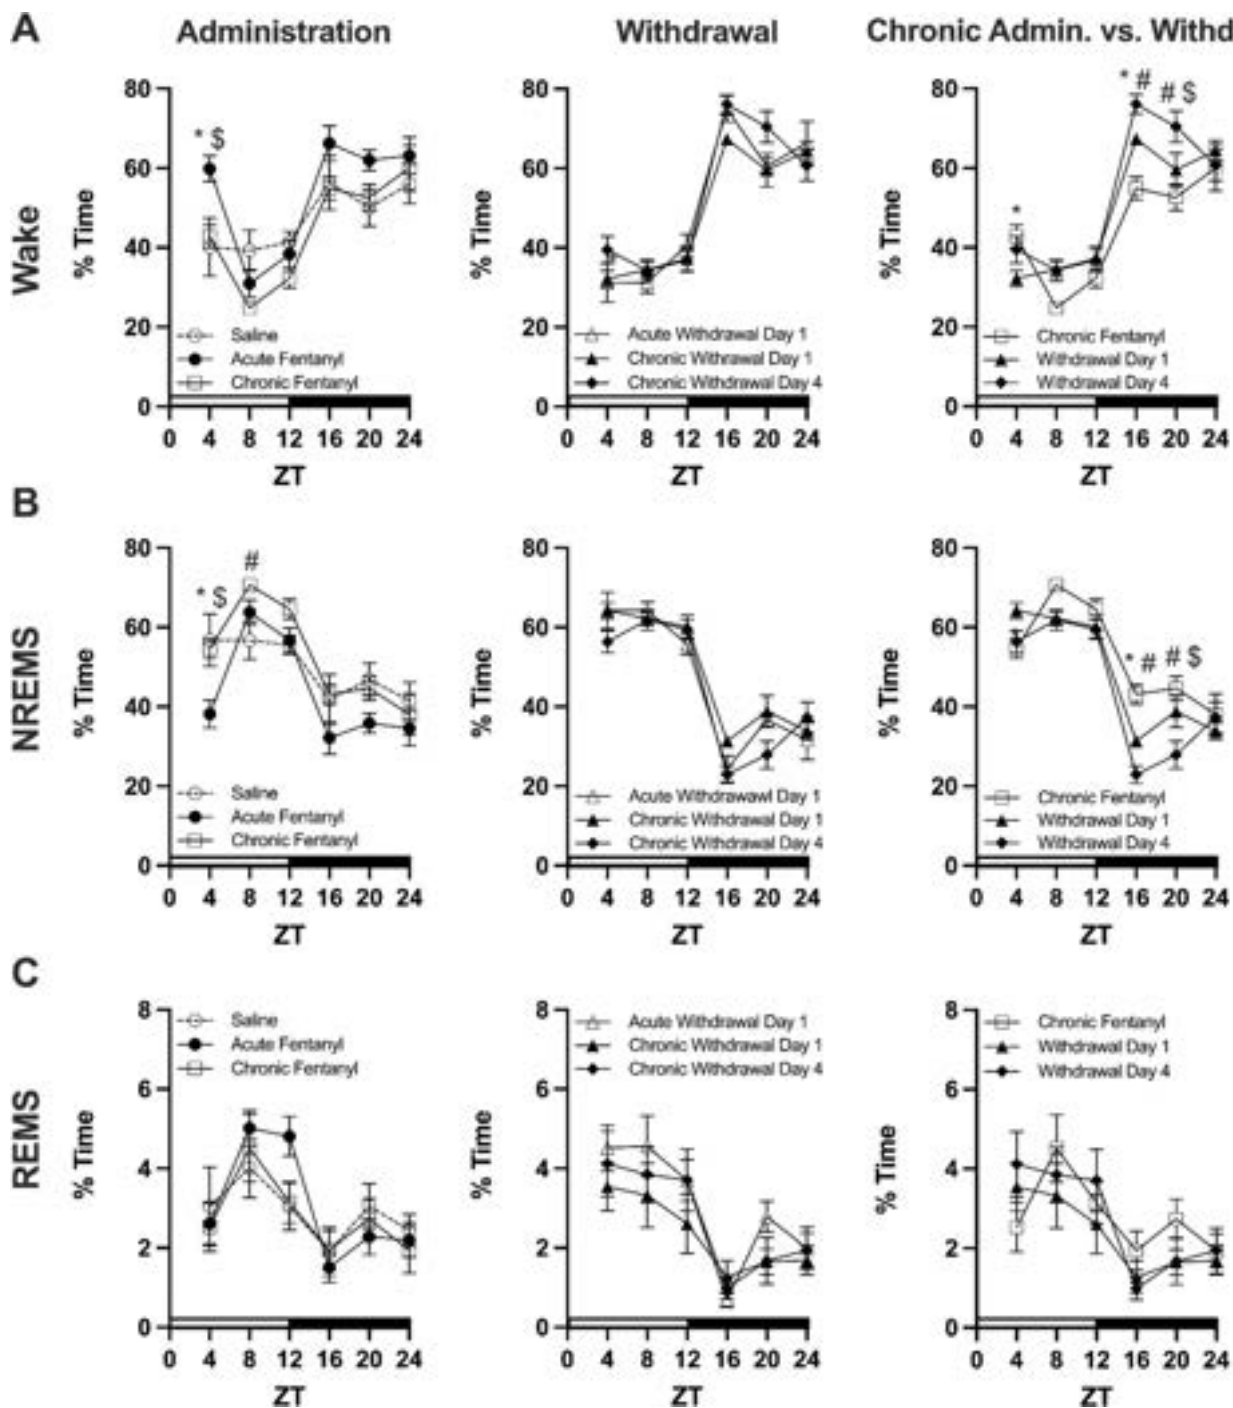 A
Administration
Withdrawal
Chronic Admin. vs. Withd
Wake
% Time
80
60
40
20
0
* $
Saline
Acute Fentanyl
Chronic Fentanyl
0 4 8 12 16 20 24
ZT
% Time
80
60
40
20
0
Acute Withdrawal Day 1
Chronic Withrawal Day 1
Chronic Withdrawal Day 4
0 4 8 12 16 20 24
ZT
% Time
80
60
40
20
0
* # # $
*
Chronic Fentanyl
Withdrawal Day 1
Withdrawal Day 4
0 4 8 12 16 20 24
ZT
B
NREMS
% Time
80
60
40
20
0
#
* $
Saline
Acute Fentanyl
Chronic Fentanyl
0 4 8 12 16 20 24
ZT
% Time
80
60
40
20
0
Acute Withdrawawl Day 1
Chronic Withdrawal Day 1
Chronic Withdrawal Day 4
0 4 8 12 16 20 24
ZT
% Time
80
60
40
20
0
* # # $
Chronic Fentanyl
Withdrawal Day 1
Withdrawal Day 4
0 4 8 12 16 20 24
ZT
C
REMS
% Time
8
6
4
2
0
Saline
Acute Fentanyl
Chronic Fentanyl
0 4 8 12 16 20 24
ZT
% Time
8
6
4
2
0
Acute Withdrawal Day 1
Chronic Withdrawal Day 1
Chronic Withdrawal Day 4
0 4 8 12 16 20 24
ZT
% Time
8
6
4
2
0
Chronic Fentanyl
Withdrawal Day 1
Withdrawal Day 4
0 4 8 12 16 20 24
ZT